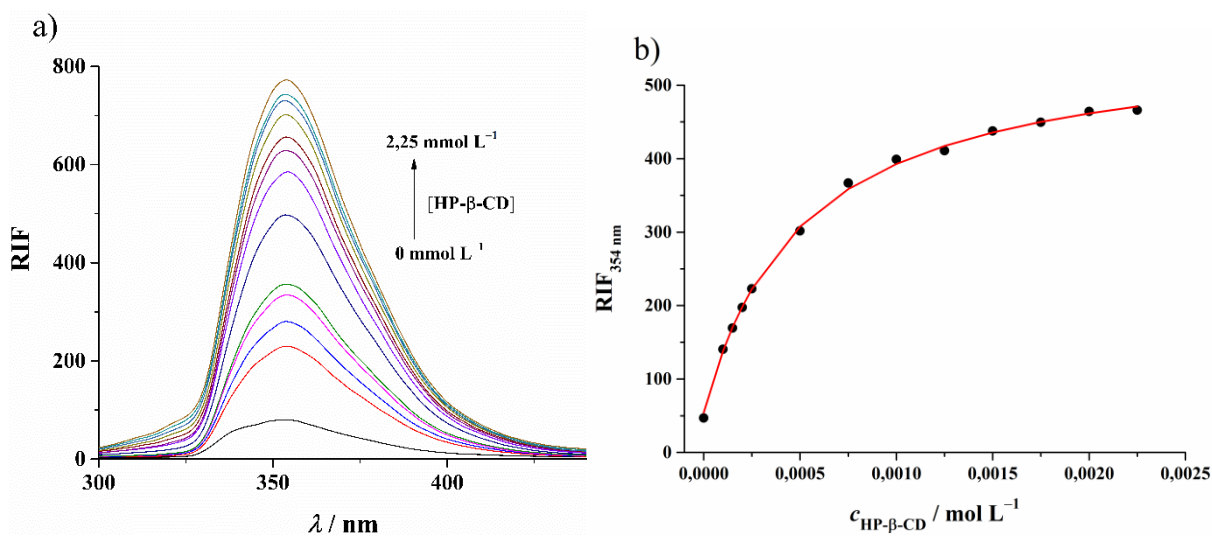 a)
RIF
800
600
400
200
0
2,25 mmol L⁻¹
[HP-β-CD]
0 mmol L⁻¹
300
350
400
λ / nm
b)
RIF₃₅₄ ₙₘ
500
400
300
200
100
0
0,0000
0,0005
0,0010
0,0015
0,0020
0,0025
c HP-β-CD / mol L⁻¹